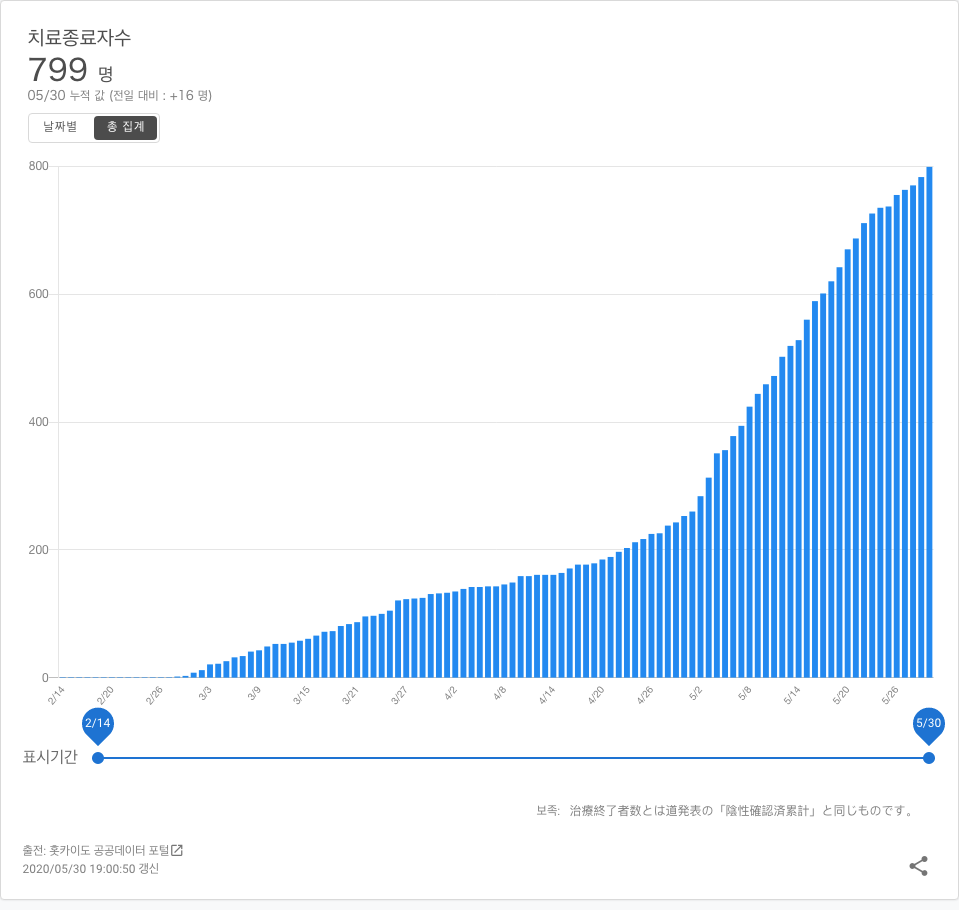 치료종료자수
799 명
05/30 누적 값 (전일 대비 : +16 명)
날짜별 총 집계
800
600
400
200
0
2/14 2/20 2/26 3/3 3/9 3/15 3/21 3/27 4/2 4/8 4/14 4/20 4/26 5/2 5/8 5/14 5/20 5/26
2/14 5/30
표시기간
보족: 治療終了者数とは道発表の「陰性確認済累計」と同じものです。
출전: 홋카이도 공공데이터 포털
2020/05/30 19:00:50 갱신